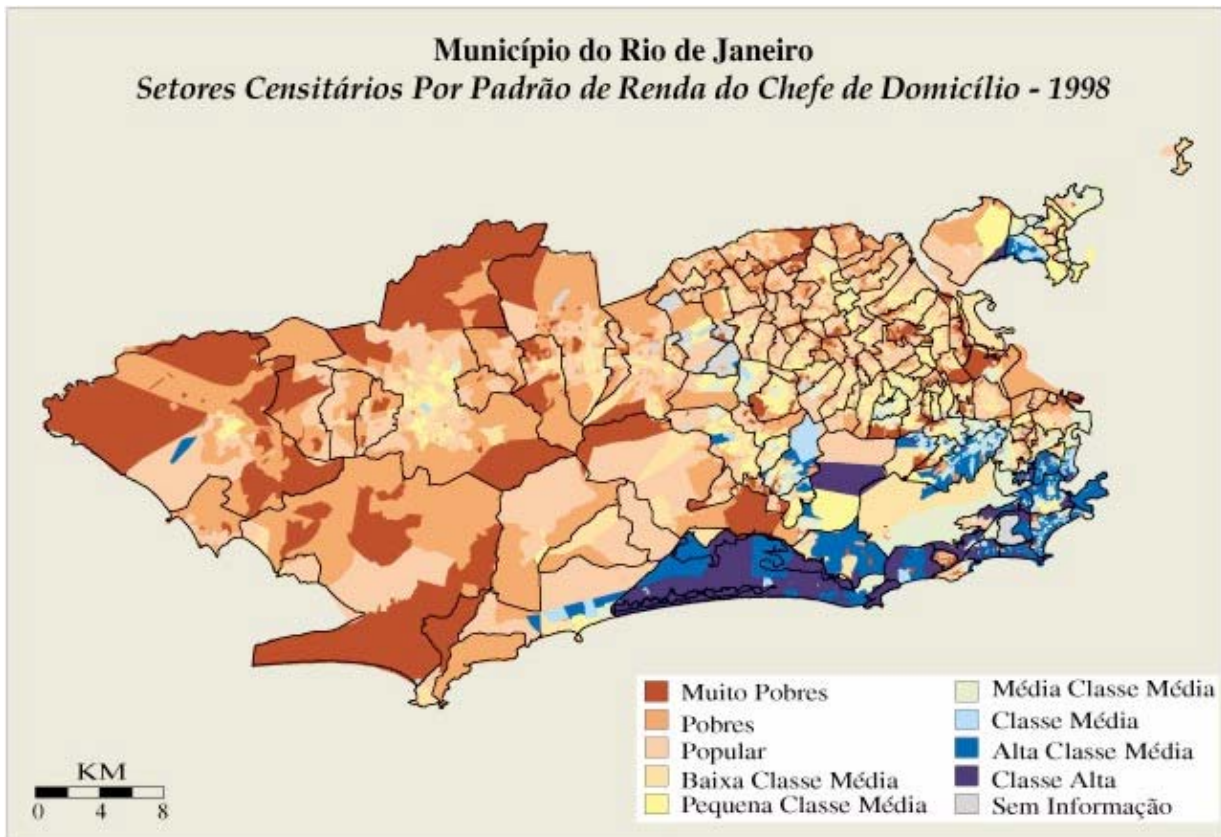 Município do Rio de Janeiro
Setores Censitários Por Padrão de Renda do Chefe de Domicílio - 1998
Muito Pobres
Pobres
Popular
Baixa Classe Média
Pequena Classe Média
Média Classe Média
Classe Média
Alta Classe Média
Classe Alta
Sem Informação
KM
0 4 8